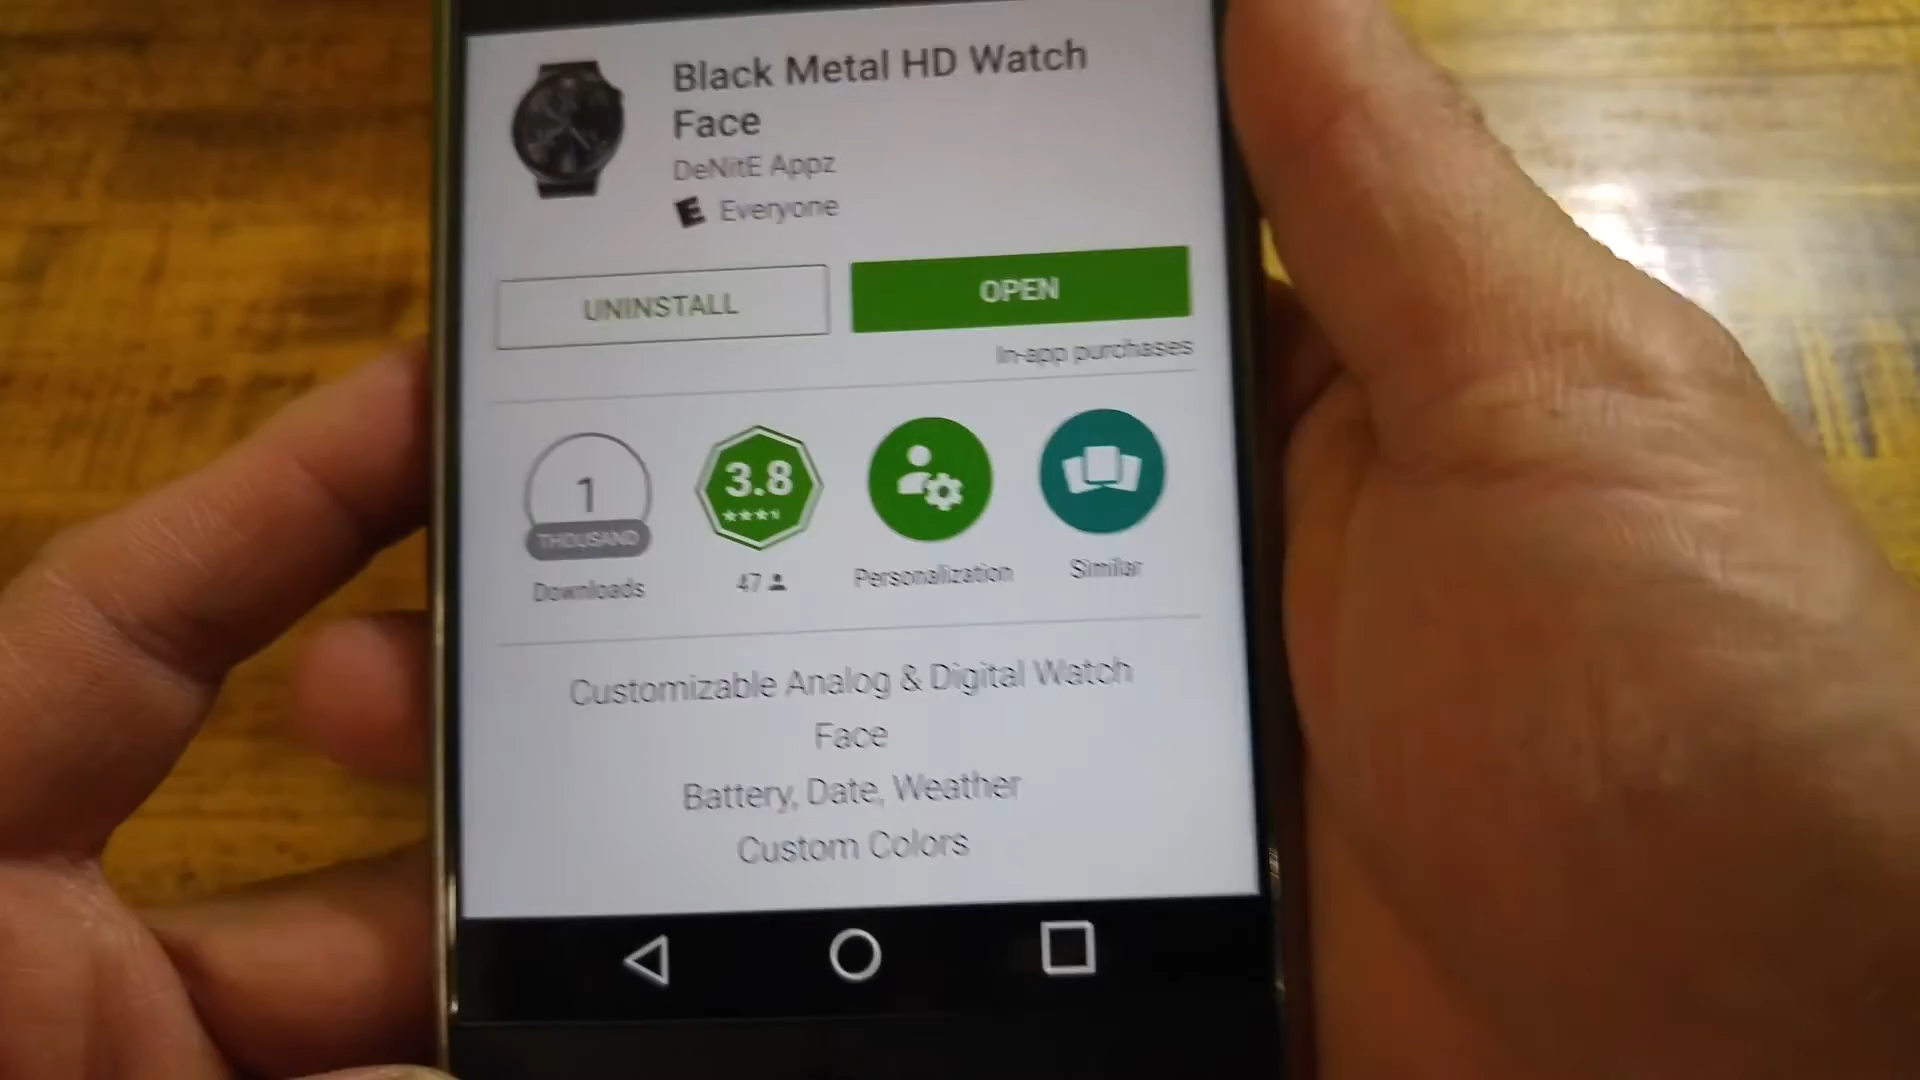 Black Metal HD Watch
Face
DeNitE Appz
E Everyone
UNINSTALL
OPEN
In-app purchases
1
THOUSAND
Downloads
3.8
47
Personalization
Similar
Customizable Analog & Digital Watch
Face
Battery, Date, Weather
Custom Colors